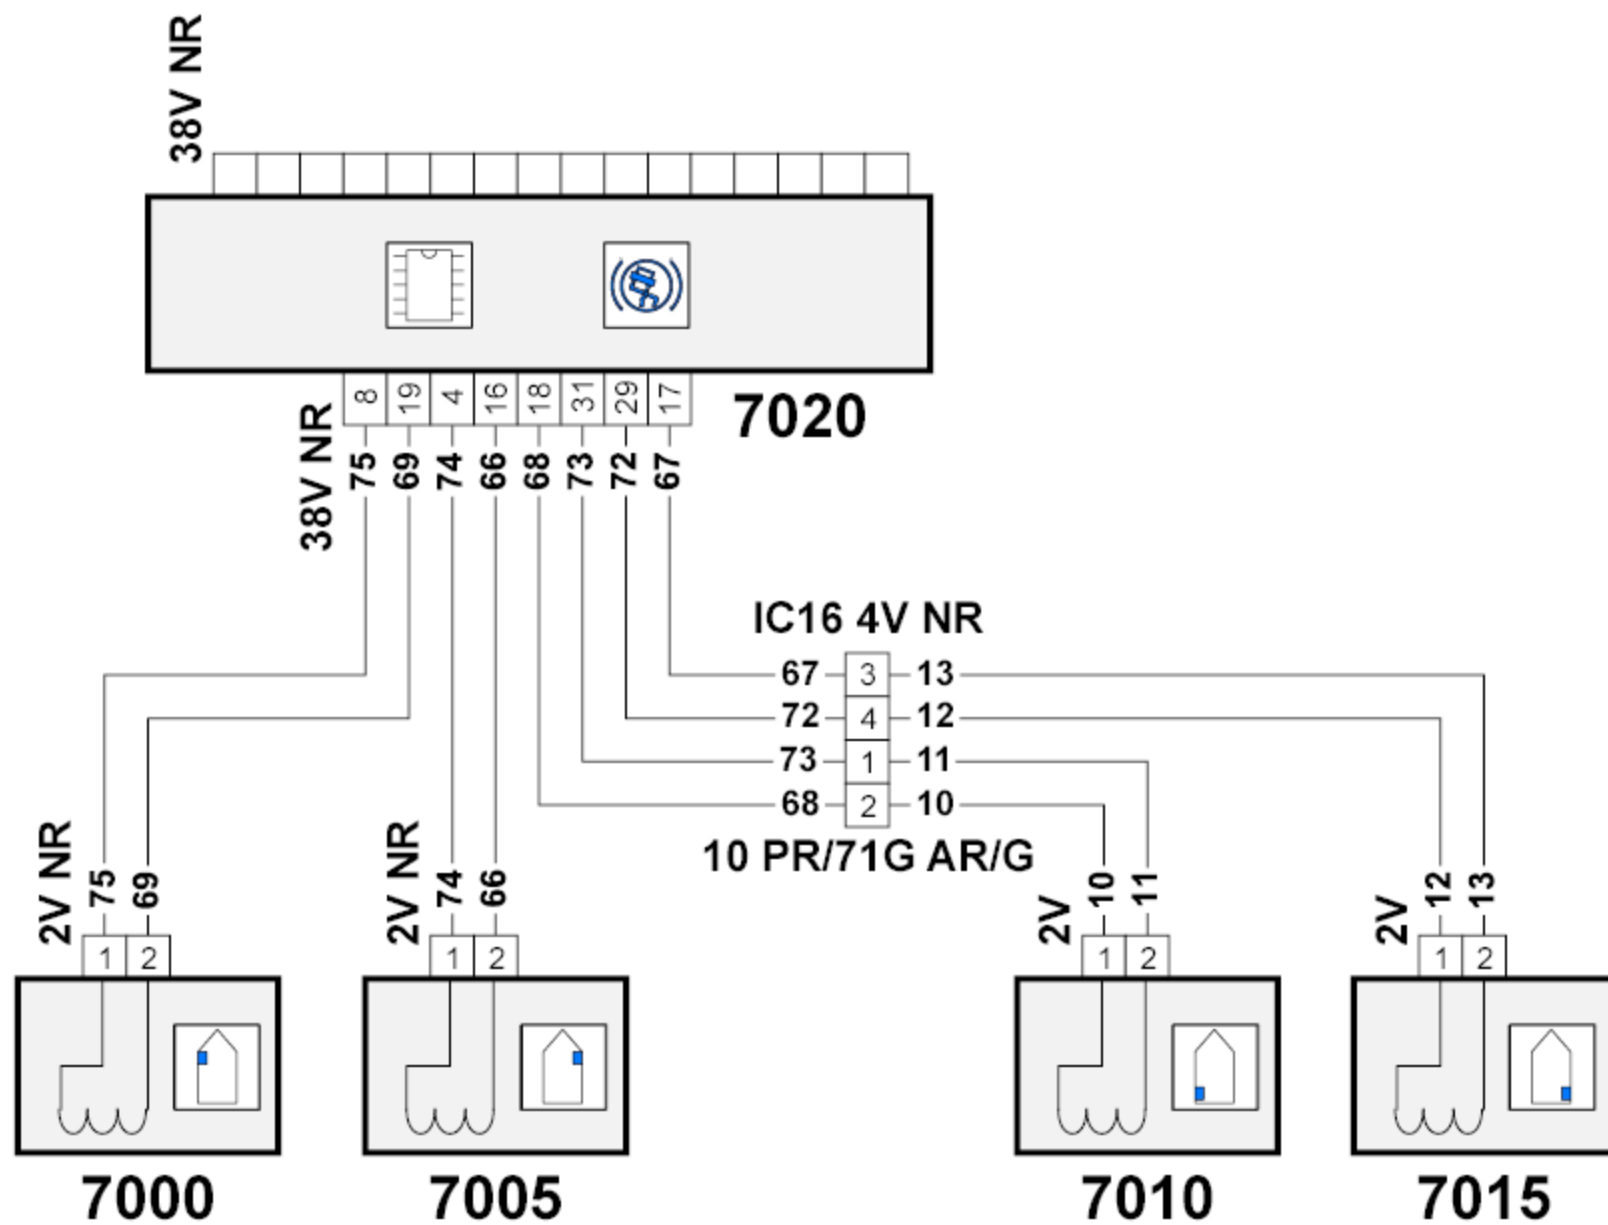 38V NR
8 19 4 16 18 31 29 17
7020
38V NR
75 69 74 66 68 73 72 67
IC16 4V NR
67 3 13
72 4 12
73 1 11
68 2 10
10 PR/71G AR/G
2V NR 75 69
2V NR 74 66
2V 10 11
2V 12 13
1 2
1 2
1 2
1 2
7000
7005
7010
7015